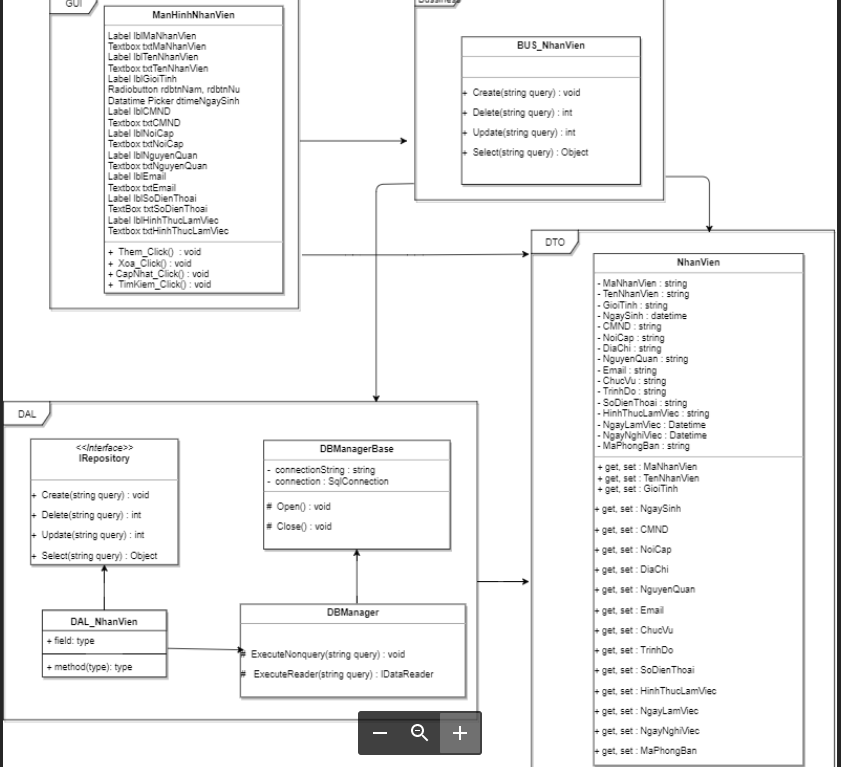 GUI
ManHinhNhanVien
Label lblMaNhanVien
Textbox txtMaNhanVien
Label lblTenNhanVien
Textbox txtTenNhanVien
Label lblGioiTinh
Radiobutton rdbtnNam, rdbtnNu
Datatime Picker dtimeNgaySinh
Label lblCMND
Textbox txtCMND
Label lblNoiCap
Textbox txtNoiCap
Label lblNguyenQuan
Textbox txtNguyenQuan
Label lblEmail
Textbox txtEmail
Label lblSoDienThoai
TextBox txtSoDienThoai
Label lblHinhThucLamViec
Textbox txtHinhThucLamViec
+ Them_Click() : void
+ Xoa_Click() : void
+ CapNhat_Click() : void
+ TimKiem_Click() : void
Bussiness
BUS_NhanVien
+ Create(string query) : void
+ Delete(string query) : int
+ Update(string query) : int
+ Select(string query) : Object
DTO
NhanVien
- MaNhanVien : string
- TenNhanVien : string
- GioiTinh : string
- NgaySinh : datetime
- CMND : string
- NoiCap : string
- DiaChi : string
- NguyenQuan : string
- Email : string
- ChucVu : string
- TrinhDo : string
- SoDienThoai : string
- HinhThucLamViec : string
- NgayLamViec : Datetime
- NgayNghiViec : Datetime
- MaPhongBan : string
+ get, set : MaNhanVien
+ get, set : TenNhanVien
+ get, set : GioiTinh
+ get, set : NgaySinh
+ get, set : CMND
+ get, set : NoiCap
+ get, set : DiaChi
+ get, set : NguyenQuan
+ get, set : Email
+ get, set : ChucVu
+ get, set : TrinhDo
+ get, set : SoDienThoai
+ get, set : HinhThucLamViec
+ get, set : NgayLamViec
+ get, set : NgayNghiViec
+ get, set : MaPhongBan
DAL
<<Interface>>
IRepository
+ Create(string query) : void
+ Delete(string query) : int
+ Update(string query) : int
+ Select(string query) : Object
DBManagerBase
- connectionString : string
- connection : SqlConnection
# Open() : void
# Close() : void
DAL_NhanVien
+ field: type
+ method(type): type
DBManager
# ExecuteNonquery(string query) : void
# ExecuteReader(string query) : IDataReader